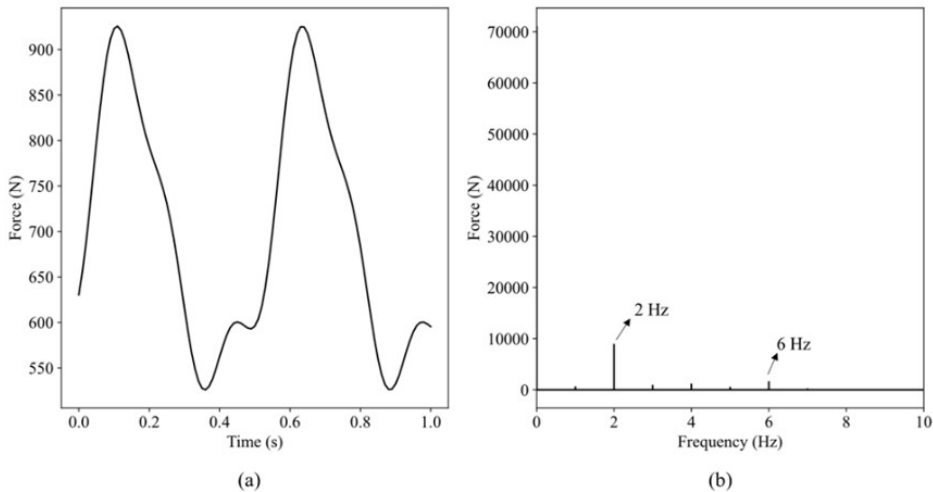 900
850
800
750
700
650
600
550
Force (N)
0.0 0.2 0.4 0.6 0.8 1.0
Time (s)
(a)
70000
60000
50000
40000
30000
20000
10000
0
Force (N)
2 Hz
6 Hz
0 2 4 6 8 10
Frequency (Hz)
(b)